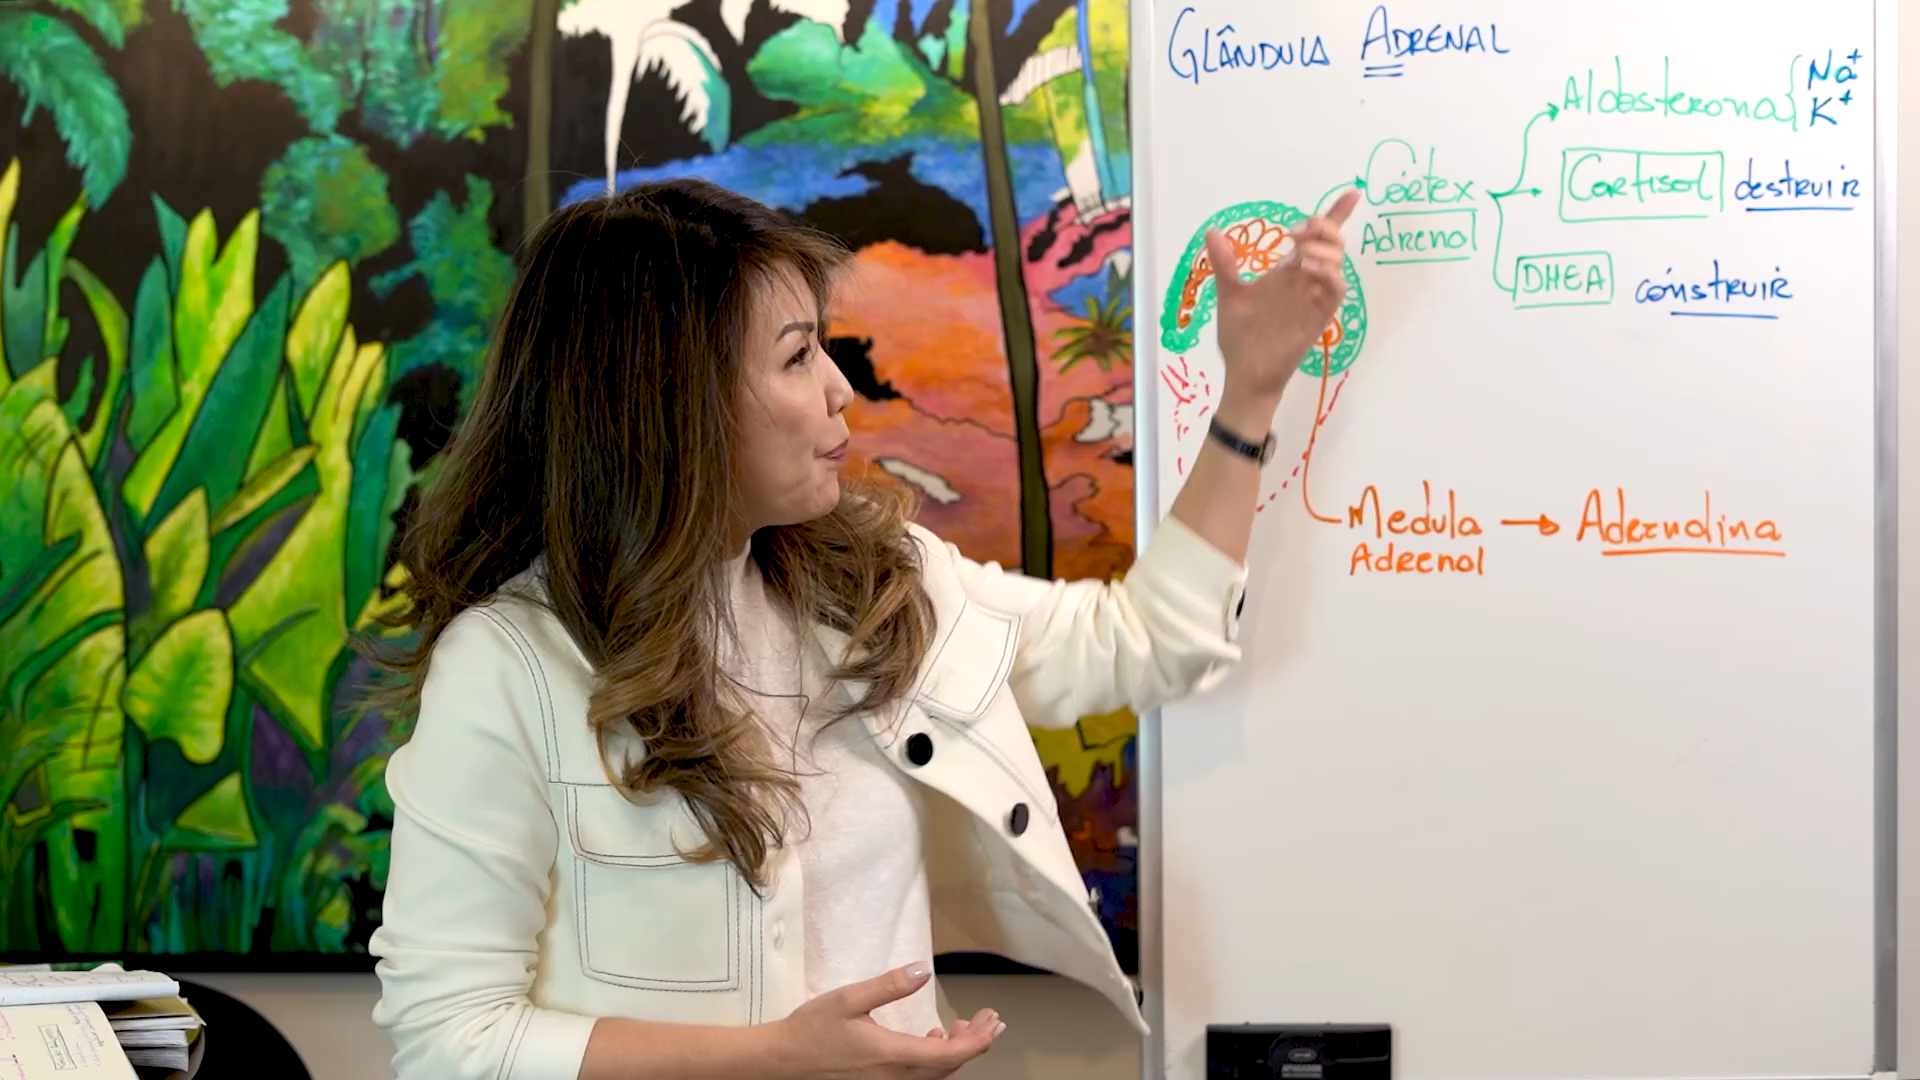 GLÂNDULA ADRENAL
Aldosterona { Na+
K+
Córtex
Adrenal
Cortisol destruir
DHEA construir
Medula → Adrenalina
Adrenal